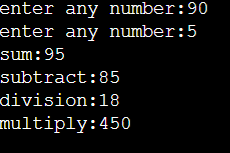 enter any number:90
enter any number:5
sum:95
subtract:85
division:18
multiply:450